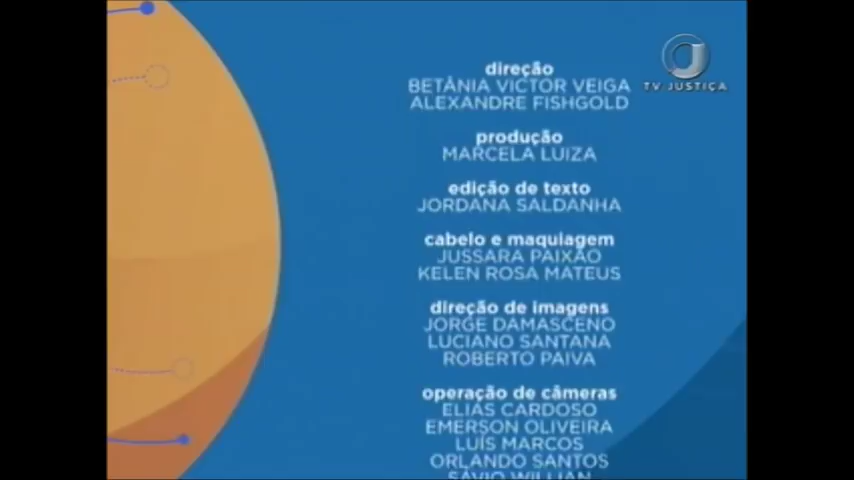 direção
BETÂNIA VICTOR VEIGA
ALEXANDRE FISHGOLD
produção
MARCELA LUIZA
edição de texto
JORDANA SALDANHA
cabelo e maquiagem
JUSSARA PAIXÃO
KELEN ROSA MATEUS
direção de imagens
JORGE DAMASCENO
LUCIANO SANTANA
ROBERTO PAIVA
operação de câmeras
ELIAS CARDOSO
EMERSON OLIVEIRA
LUÍS MARCOS
ORLANDO SANTOS
SÁVIO WILLIAN
TV JUSTIÇA